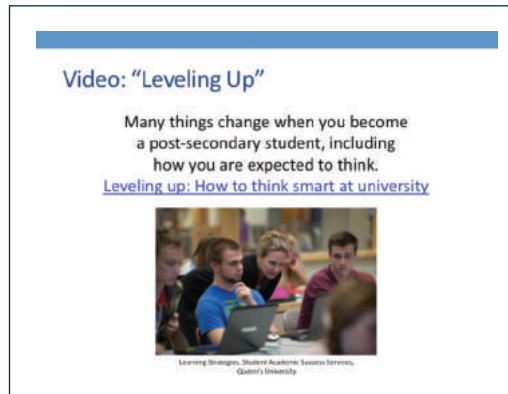 Video: “Leveling Up”
Many things change when you become
a post-secondary student, including
how you are expected to think.
Leveling up: How to think smart at university
Learning Strategies, Student Academic Success Services,
Queen's University